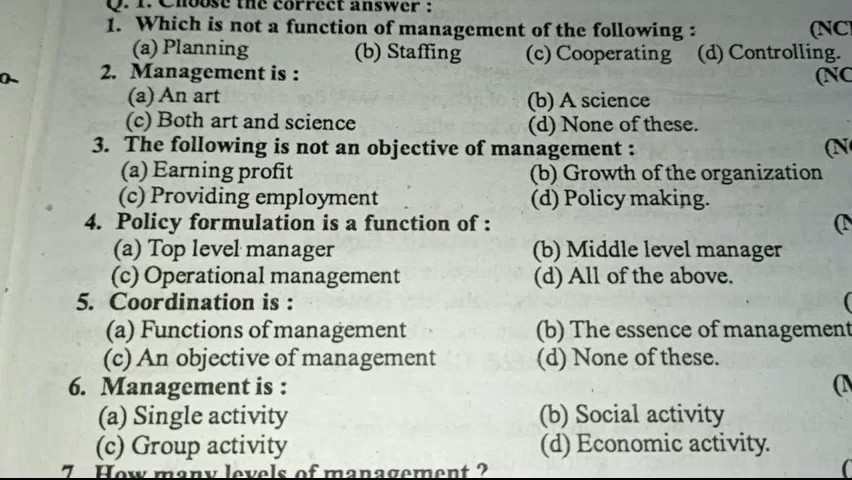 Q. 1. Choose the correct answer :
1. Which is not a function of management of the following : (NC
(a) Planning (b) Staffing (c) Cooperating (d) Controlling.
2. Management is : (NC
(a) An art (b) A science
(c) Both art and science (d) None of these.
3. The following is not an objective of management : (N
(a) Earning profit (b) Growth of the organization
(c) Providing employment (d) Policy making.
4. Policy formulation is a function of :
(a) Top level manager (b) Middle level manager
(c) Operational management (d) All of the above.
5. Coordination is : (
(a) Functions of management (b) The essence of management
(c) An objective of management (d) None of these.
6. Management is :
(a) Single activity (b) Social activity
(c) Group activity (d) Economic activity.
7. How many levels of management ? (